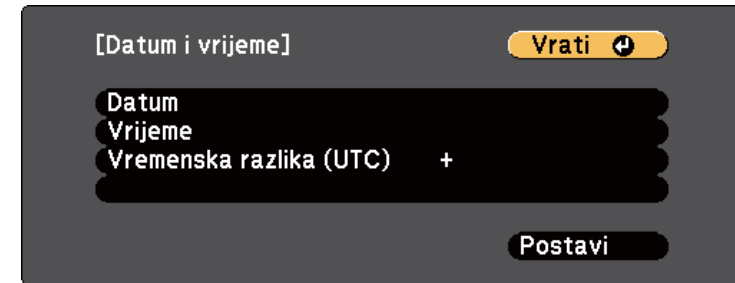 [Datum i vrijeme] Vrati
Datum
Vrijeme
Vremenska razlika (UTC) +
Postavi